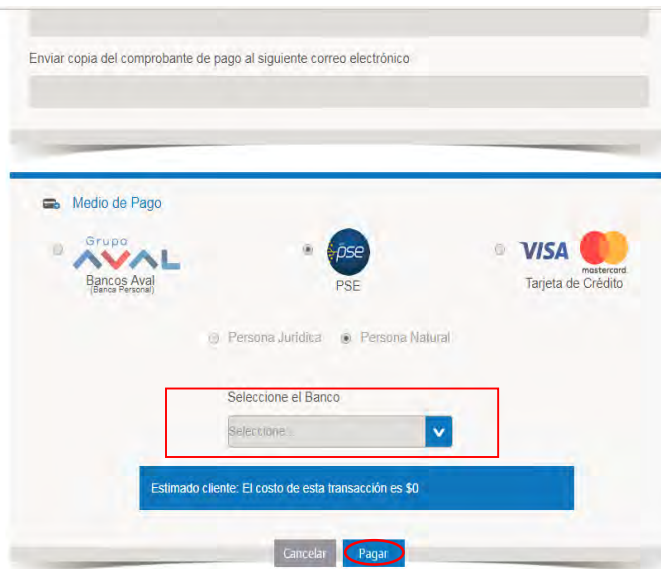 Enviar copia del comprobante de pago al siguiente correo electrónico
Medio de Pago
Grupo
AVAL
Bancos Aval
(Banca Personal)
pse
PSE
VISA
mastercard
Tarjeta de Crédito
Persona Jurídica
Persona Natural
Seleccione el Banco
Seleccione...
Estimado cliente: El costo de esta transacción es $0
Cancelar
Pagar